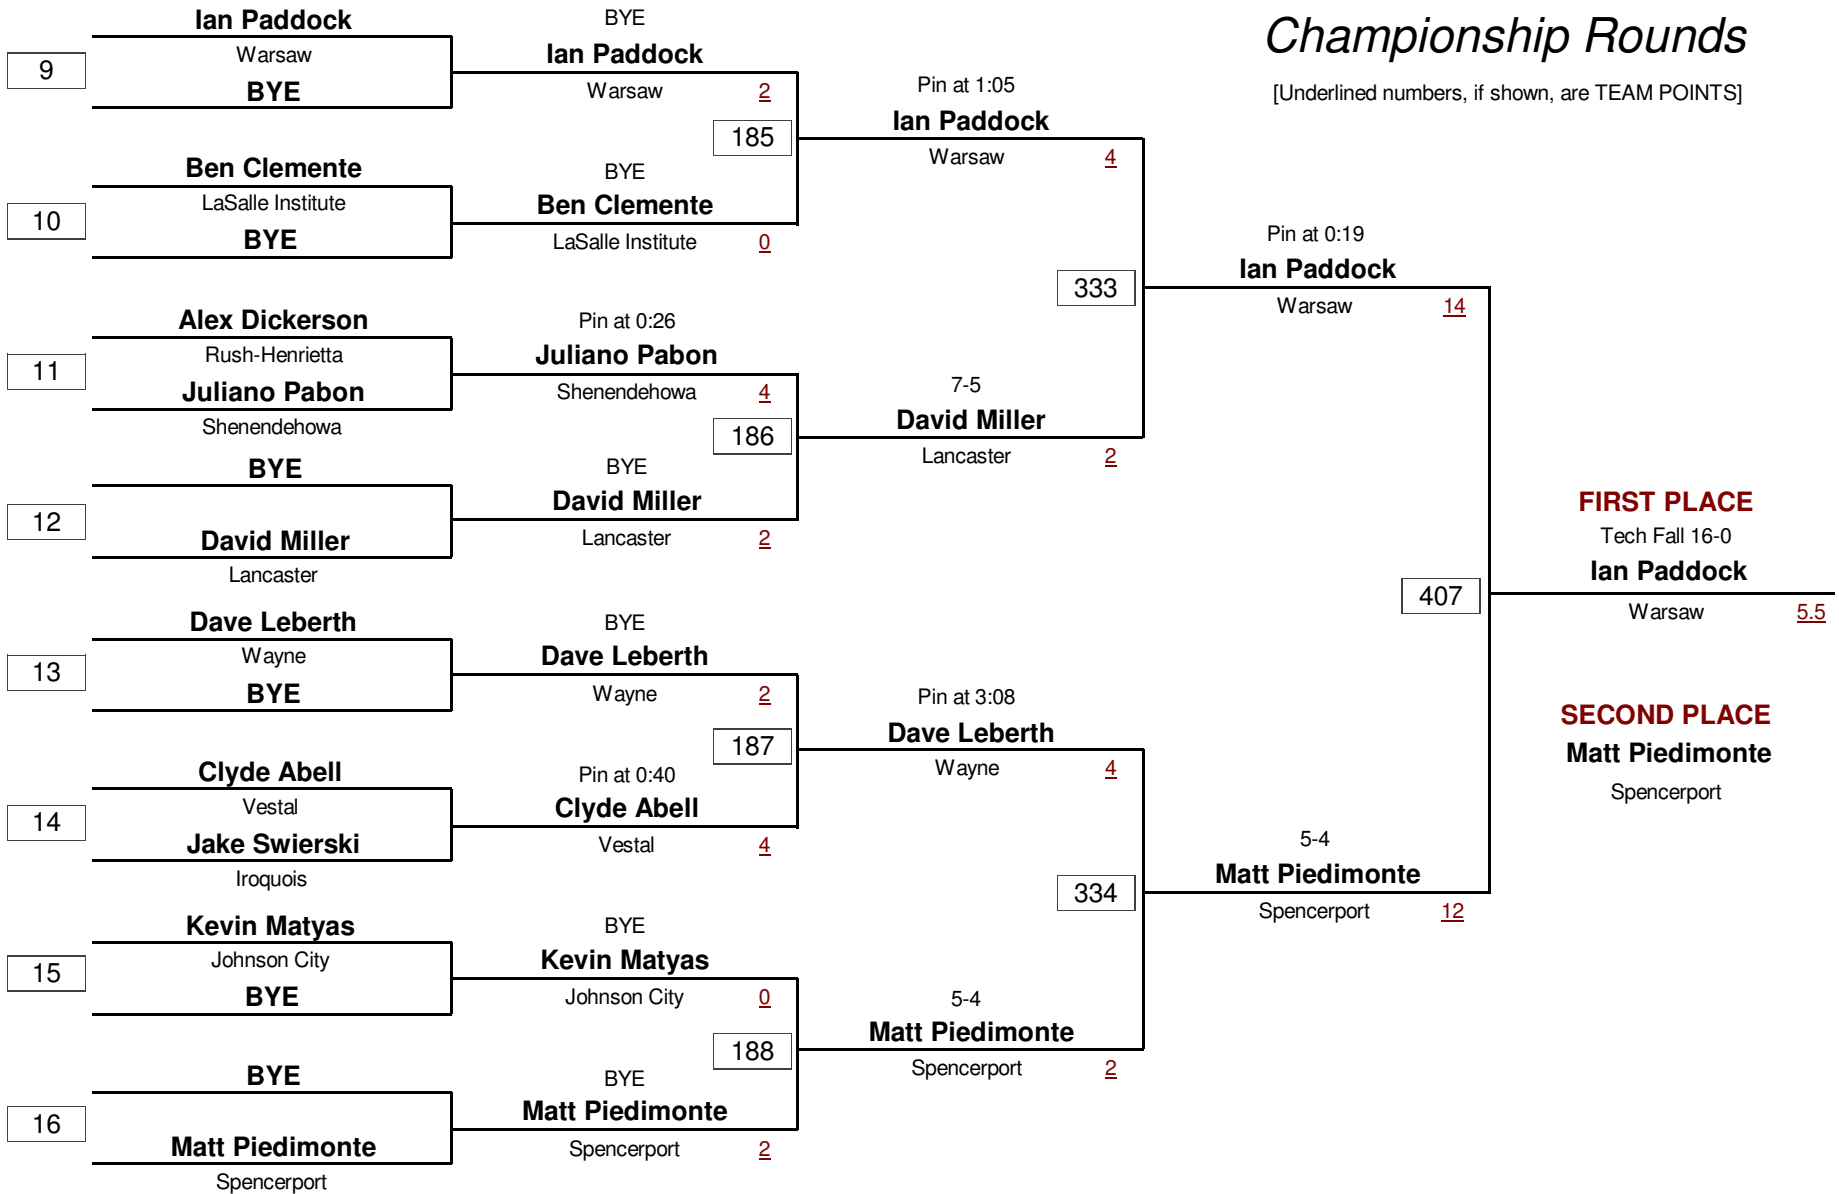 Championship Rounds
[Underlined numbers, if shown, are TEAM POINTS]
Ian Paddock
Warsaw
9
BYE
Ben Clemente
LaSalle Institute
10
BYE
Alex Dickerson
Rush-Henrietta
11
Juliano Pabon
Shenendehowa
BYE
12
David Miller
Lancaster
Dave Leberth
Wayne
13
BYE
Clyde Abell
Vestal
14
Jake Swierski
Iroquois
Kevin Matyas
Johnson City
15
BYE
BYE
16
Matt Piedimonte
Spencerport
BYE
Ian Paddock
Warsaw 2
185
BYE
Ben Clemente
LaSalle Institute 0
Pin at 0:26
Juliano Pabon
Shenendehowa 4
186
BYE
David Miller
Lancaster 2
BYE
Dave Leberth
Wayne 2
187
Pin at 0:40
Clyde Abell
Vestal 4
BYE
Kevin Matyas
Johnson City 0
188
BYE
Matt Piedimonte
Spencerport 2
Pin at 1:05
Ian Paddock
Warsaw 4
333
7-5
David Miller
Lancaster 2
Pin at 3:08
Dave Leberth
Wayne 4
334
5-4
Matt Piedimonte
Spencerport 2
Pin at 0:19
Ian Paddock
Warsaw 14
407
5-4
Matt Piedimonte
Spencerport 12
FIRST PLACE
Tech Fall 16-0
Ian Paddock
Warsaw 5.5
SECOND PLACE
Matt Piedimonte
Spencerport